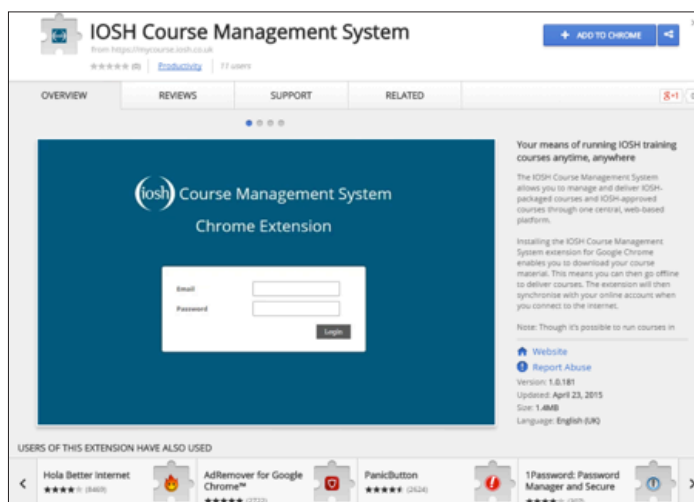 IOSH Course Management System
from https://mycourse.iosh.co.uk
(0) Productivity 11 users
+ ADD TO CHROME
OVERVIEW REVIEWS SUPPORT RELATED
g+1
iosh Course Management System
Chrome Extension
Email
Password
Login
Your means of running IOSH training
courses anytime, anywhere
The IOSH Course Management System
allows you to manage and deliver IOSH-
packaged courses and IOSH-approved
courses through one central, web-based
platform.
Installing the IOSH Course Management
System extension for Google Chrome
enables you to download your course
material. This means you can then go offline
to deliver courses. The extension will then
synchronise with your online account when
you connect to the internet.
Note: Though it's possible to run courses in
Website
Report Abuse
Version: 1.0.181
Updated: April 23, 2015
Size: 1.4MB
Language: English (UK)
USERS OF THIS EXTENSION HAVE ALSO USED
Hola Better Internet
(8469)
AdRemover for Google
Chrome™
PanicButton
(2624)
1Password: Password
Manager and Secure